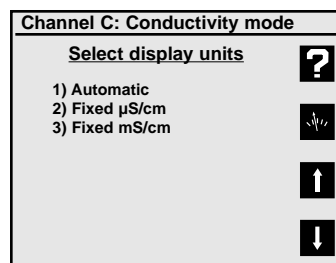 Channel C: Conductivity mode
Select display units
1) Automatic
2) Fixed µS/cm
3) Fixed mS/cm
?